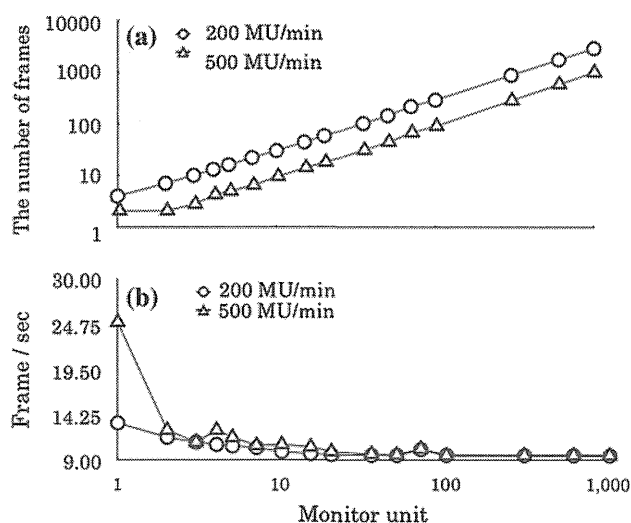 10000
(a)
200 MU/min
500 MU/min
1000
100
10
1
The number of frames
30.00
(b)
200 MU/min
500 MU/min
24.75
19.50
14.25
9.00
Frame / sec
1
10
100
1,000
Monitor unit